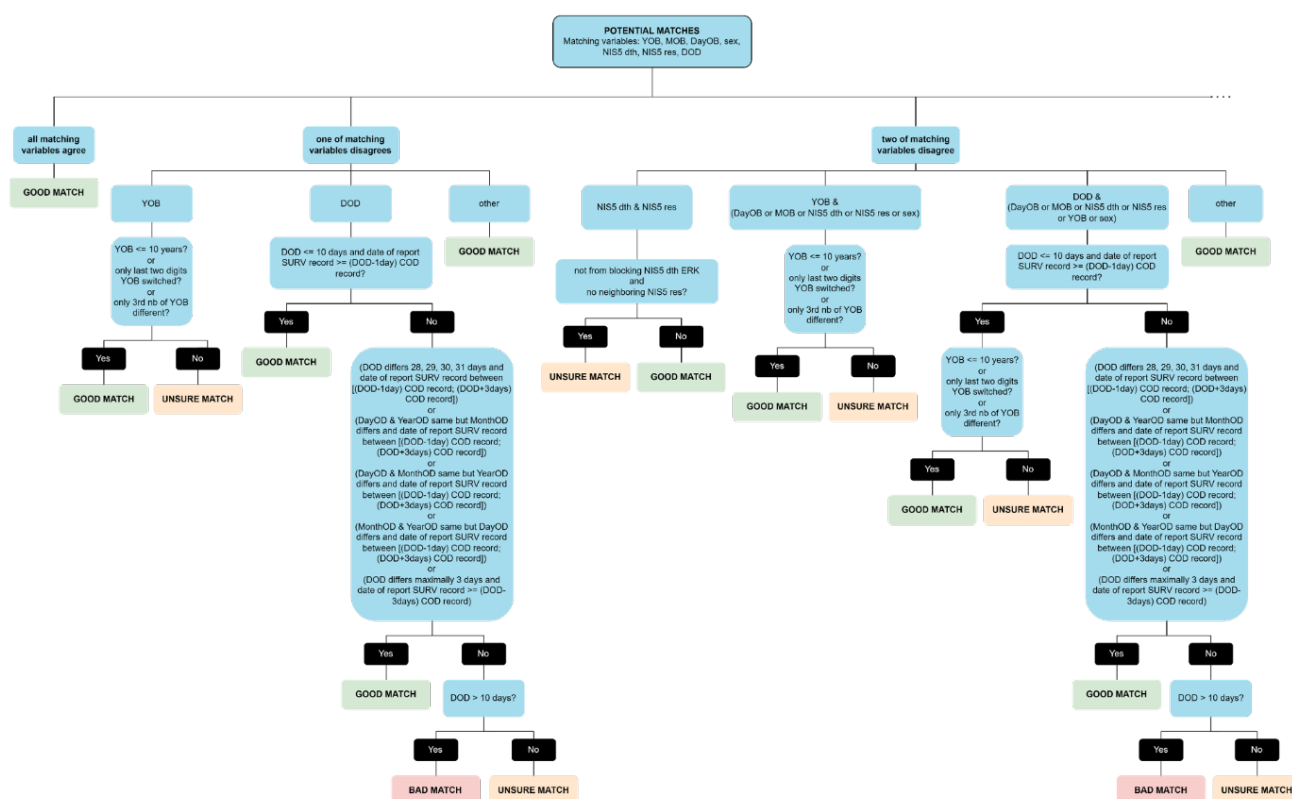 POTENTIAL MATCHES
Matching variables: YOB, MOB, DayOB, sex,
NIS5 dth, NIS5 res, DOD
....
all matching
variables agree
one of matching
variables disagrees
two of matching
variables disagree
GOOD MATCH
YOB
DOD
other
NIS5 dth & NIS5 res
YOB &
(DayOB or MOB or NIS5 dth or NIS5 res or sex)
DOD &
(DayOB or MOB or NIS5 dth or NIS5 res
or YOB or sex)
other
YOB <= 10 years?
or
only last two digits
YOB switched?
or
only 3rd nb of YOB
different?
DOD <= 10 days and date of report
SURV record >= (DOD-1day) COD
record?
GOOD MATCH
not from blocking NIS5 dth ERK
and
no neighboring NIS5 res?
YOB <= 10 years?
or
only last two digits
YOB switched?
or
only 3rd nb of YOB
different?
DOD <= 10 days and date of report
SURV record >= (DOD-1day) COD
record?
GOOD MATCH
Yes
No
GOOD MATCH
UNSURE MATCH
Yes
No
GOOD MATCH
Yes
No
UNSURE MATCH
GOOD MATCH
Yes
No
GOOD MATCH
UNSURE MATCH
Yes
No
(DOD differs 28, 29, 30, 31 days and
date of report SURV record between
[(DOD-1day) COD record; (DOD+3days)
COD record])
or
(DayOD & YearOD same but MonthOD
differs and date of report SURV record
between [(DOD-1day) COD record;
(DOD+3days) COD record])
or
(DayOD & MonthOD same but YearOD
differs and date of report SURV record
between [(DOD-1day) COD record;
(DOD+3days) COD record])
or
(MonthOD & YearOD same but DayOD
differs and date of report SURV record
between [(DOD-1day) COD record;
(DOD+3days) COD record])
or
(DOD differs maximally 3 days and
date of report SURV record >= (DOD-
3days) COD record)
YOB <= 10 years?
or
only last two digits
YOB switched?
or
only 3rd nb of YOB
different?
Yes
No
GOOD MATCH
UNSURE MATCH
(DOD differs 28, 29, 30, 31 days and
date of report SURV record between
[(DOD-1day) COD record; (DOD+3days)
COD record])
or
(DayOD & YearOD same but MonthOD
differs and date of report SURV record
between [(DOD-1day) COD record;
(DOD+3days) COD record])
or
(DayOD & MonthOD same but YearOD
differs and date of report SURV record
between [(DOD-1day) COD record;
(DOD+3days) COD record])
or
(MonthOD & YearOD same but DayOD
differs and date of report SURV record
between [(DOD-1day) COD record;
(DOD+3days) COD record])
or
(DOD differs maximally 3 days and
date of report SURV record >= (DOD-
3days) COD record)
Yes
No
GOOD MATCH
DOD > 10 days?
Yes
No
BAD MATCH
UNSURE MATCH
Yes
No
GOOD MATCH
DOD > 10 days?
Yes
No
BAD MATCH
UNSURE MATCH